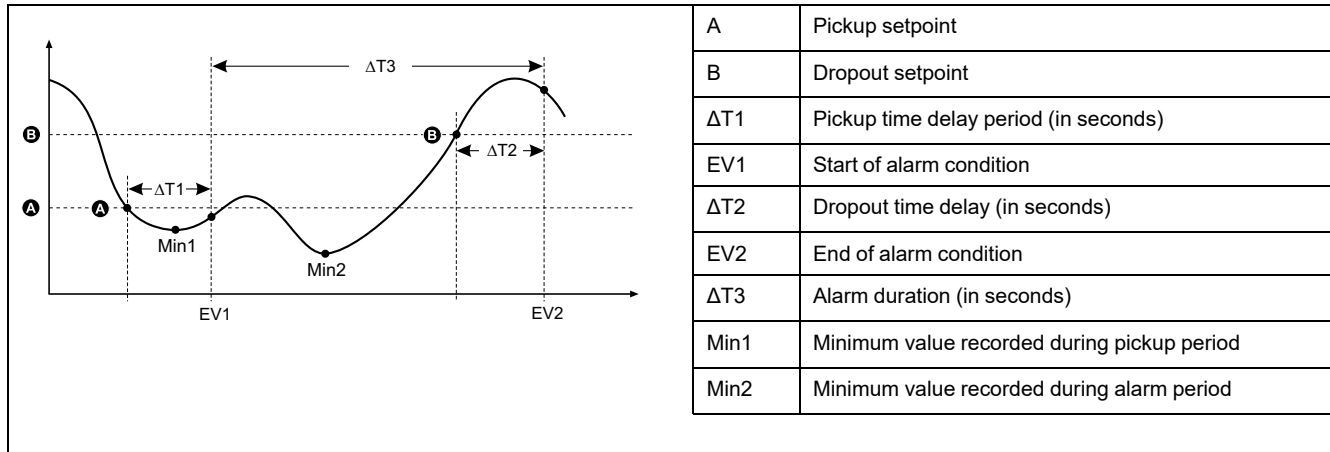 ΔT3
B
B
ΔT2
ΔT1
A
A
Min1
Min2
EV1
EV2
A Pickup setpoint
B Dropout setpoint
ΔT1 Pickup time delay period (in seconds)
EV1 Start of alarm condition
ΔT2 Dropout time delay (in seconds)
EV2 End of alarm condition
ΔT3 Alarm duration (in seconds)
Min1 Minimum value recorded during pickup period
Min2 Minimum value recorded during alarm period